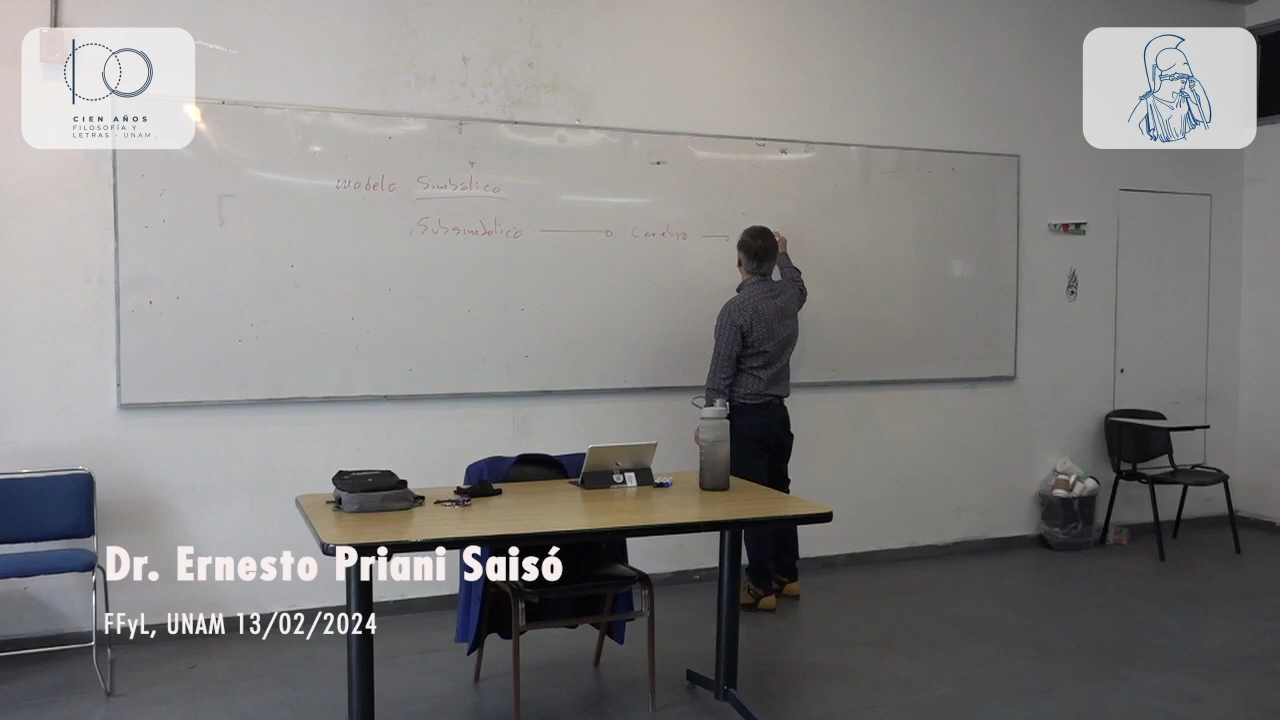 CIEN AÑOS
FILOSOFÍA Y
LETRAS · UNAM
modelo Simbólico
Subsimbólico → Cerebro →
Dr. Ernesto Priani Saisó
FFyL, UNAM 13/02/2024